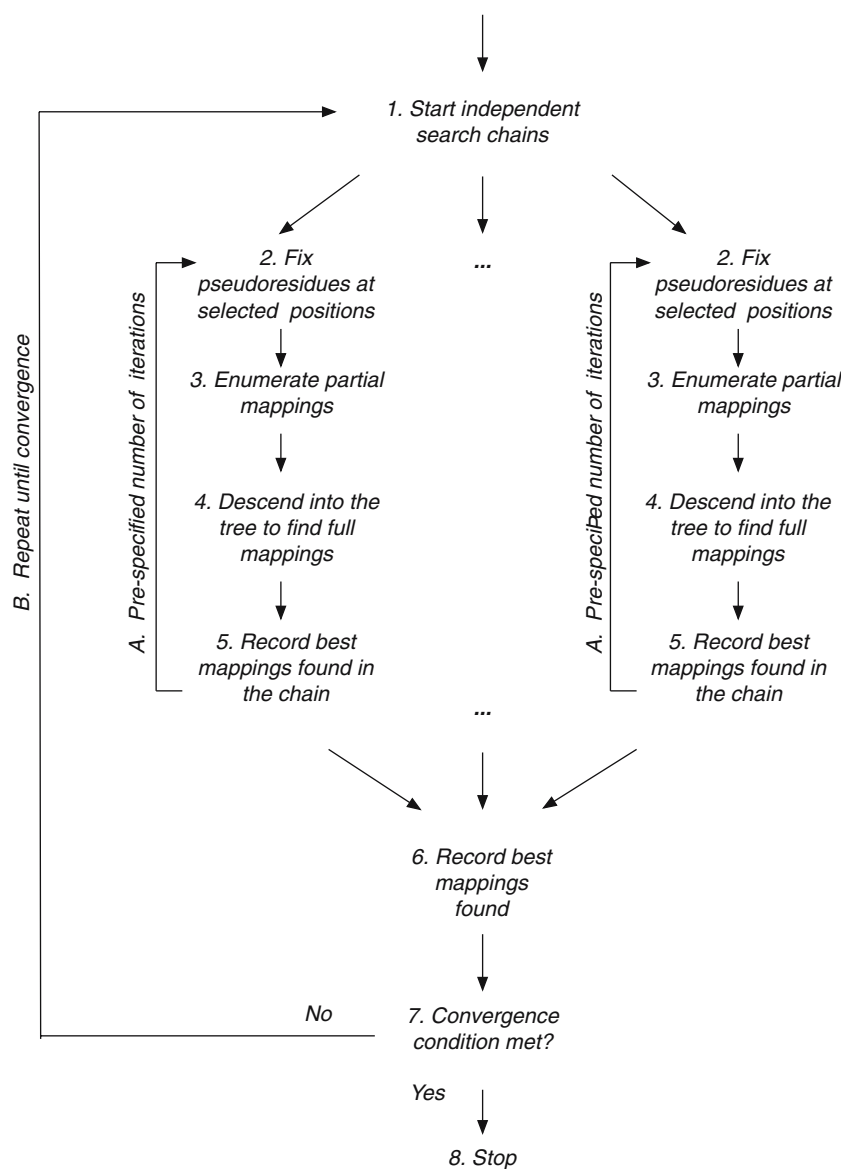 1. Start independent
search chains
2. Fix
pseudoresidues at
selected positions
...
2. Fix
pseudoresidues at
selected positions
3. Enumerate partial
mappings
3. Enumerate partial
mappings
4. Descend into the
tree to find full
mappings
4. Descend into the
tree to find full
mappings
5. Record best
mappings found in
the chain
5. Record best
mappings found in
the chain
A. Pre-specified number of iterations
A. Pre-specified number of iterations
B. Repeat until convergence
...
6. Record best
mappings
found
7. Convergence
condition met?
No
Yes
8. Stop